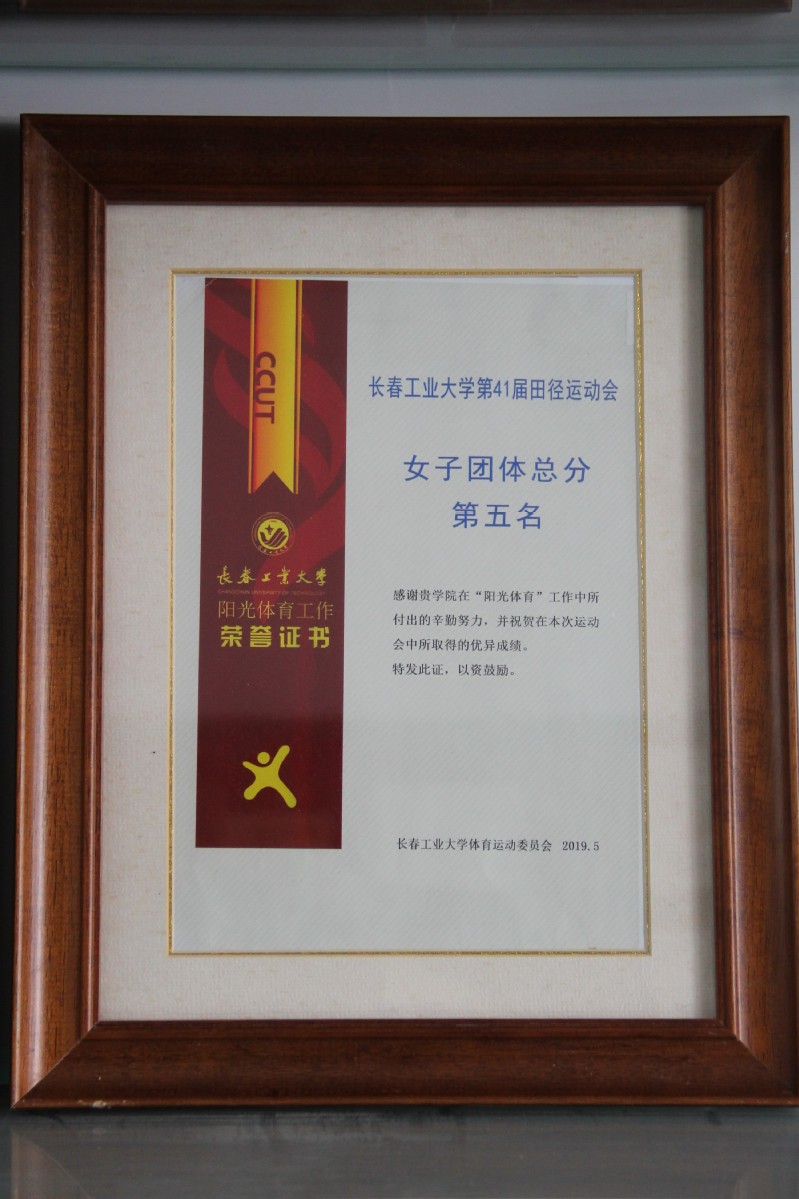 CCUT
长春工业大学
CHANGCHUN UNIVERSITY OF TECHNOLOGY
阳光体育工作
荣誉证书
长春工业大学第41届田径运动会
女子团体总分
第五名
感谢贵学院在“阳光体育”工作中所
付出的辛勤努力，并祝贺在本次运动
会中所取得的优异成绩。
特发此证，以资鼓励。
长春工业大学体育运动委员会 2019.5